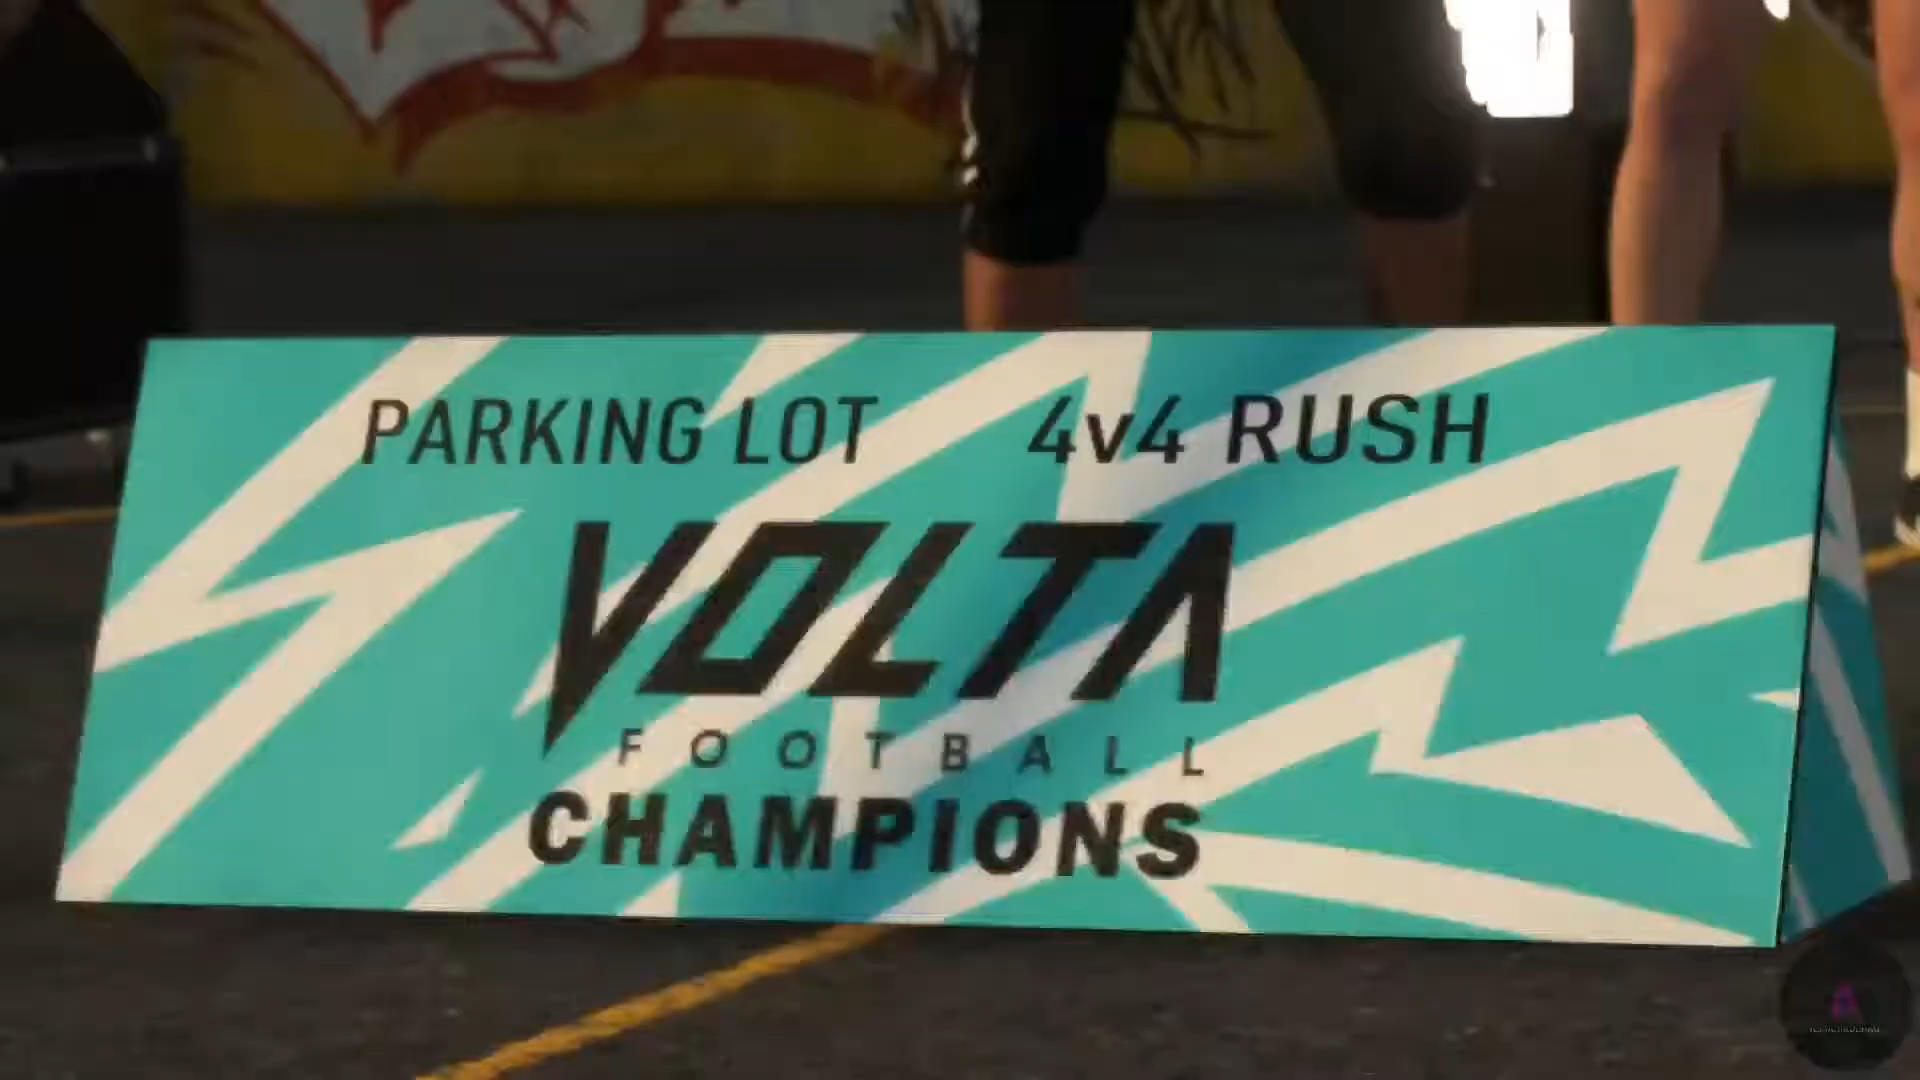 PARKING LOT 4v4 RUSH
VOLTA
FOOTBALL
CHAMPIONS